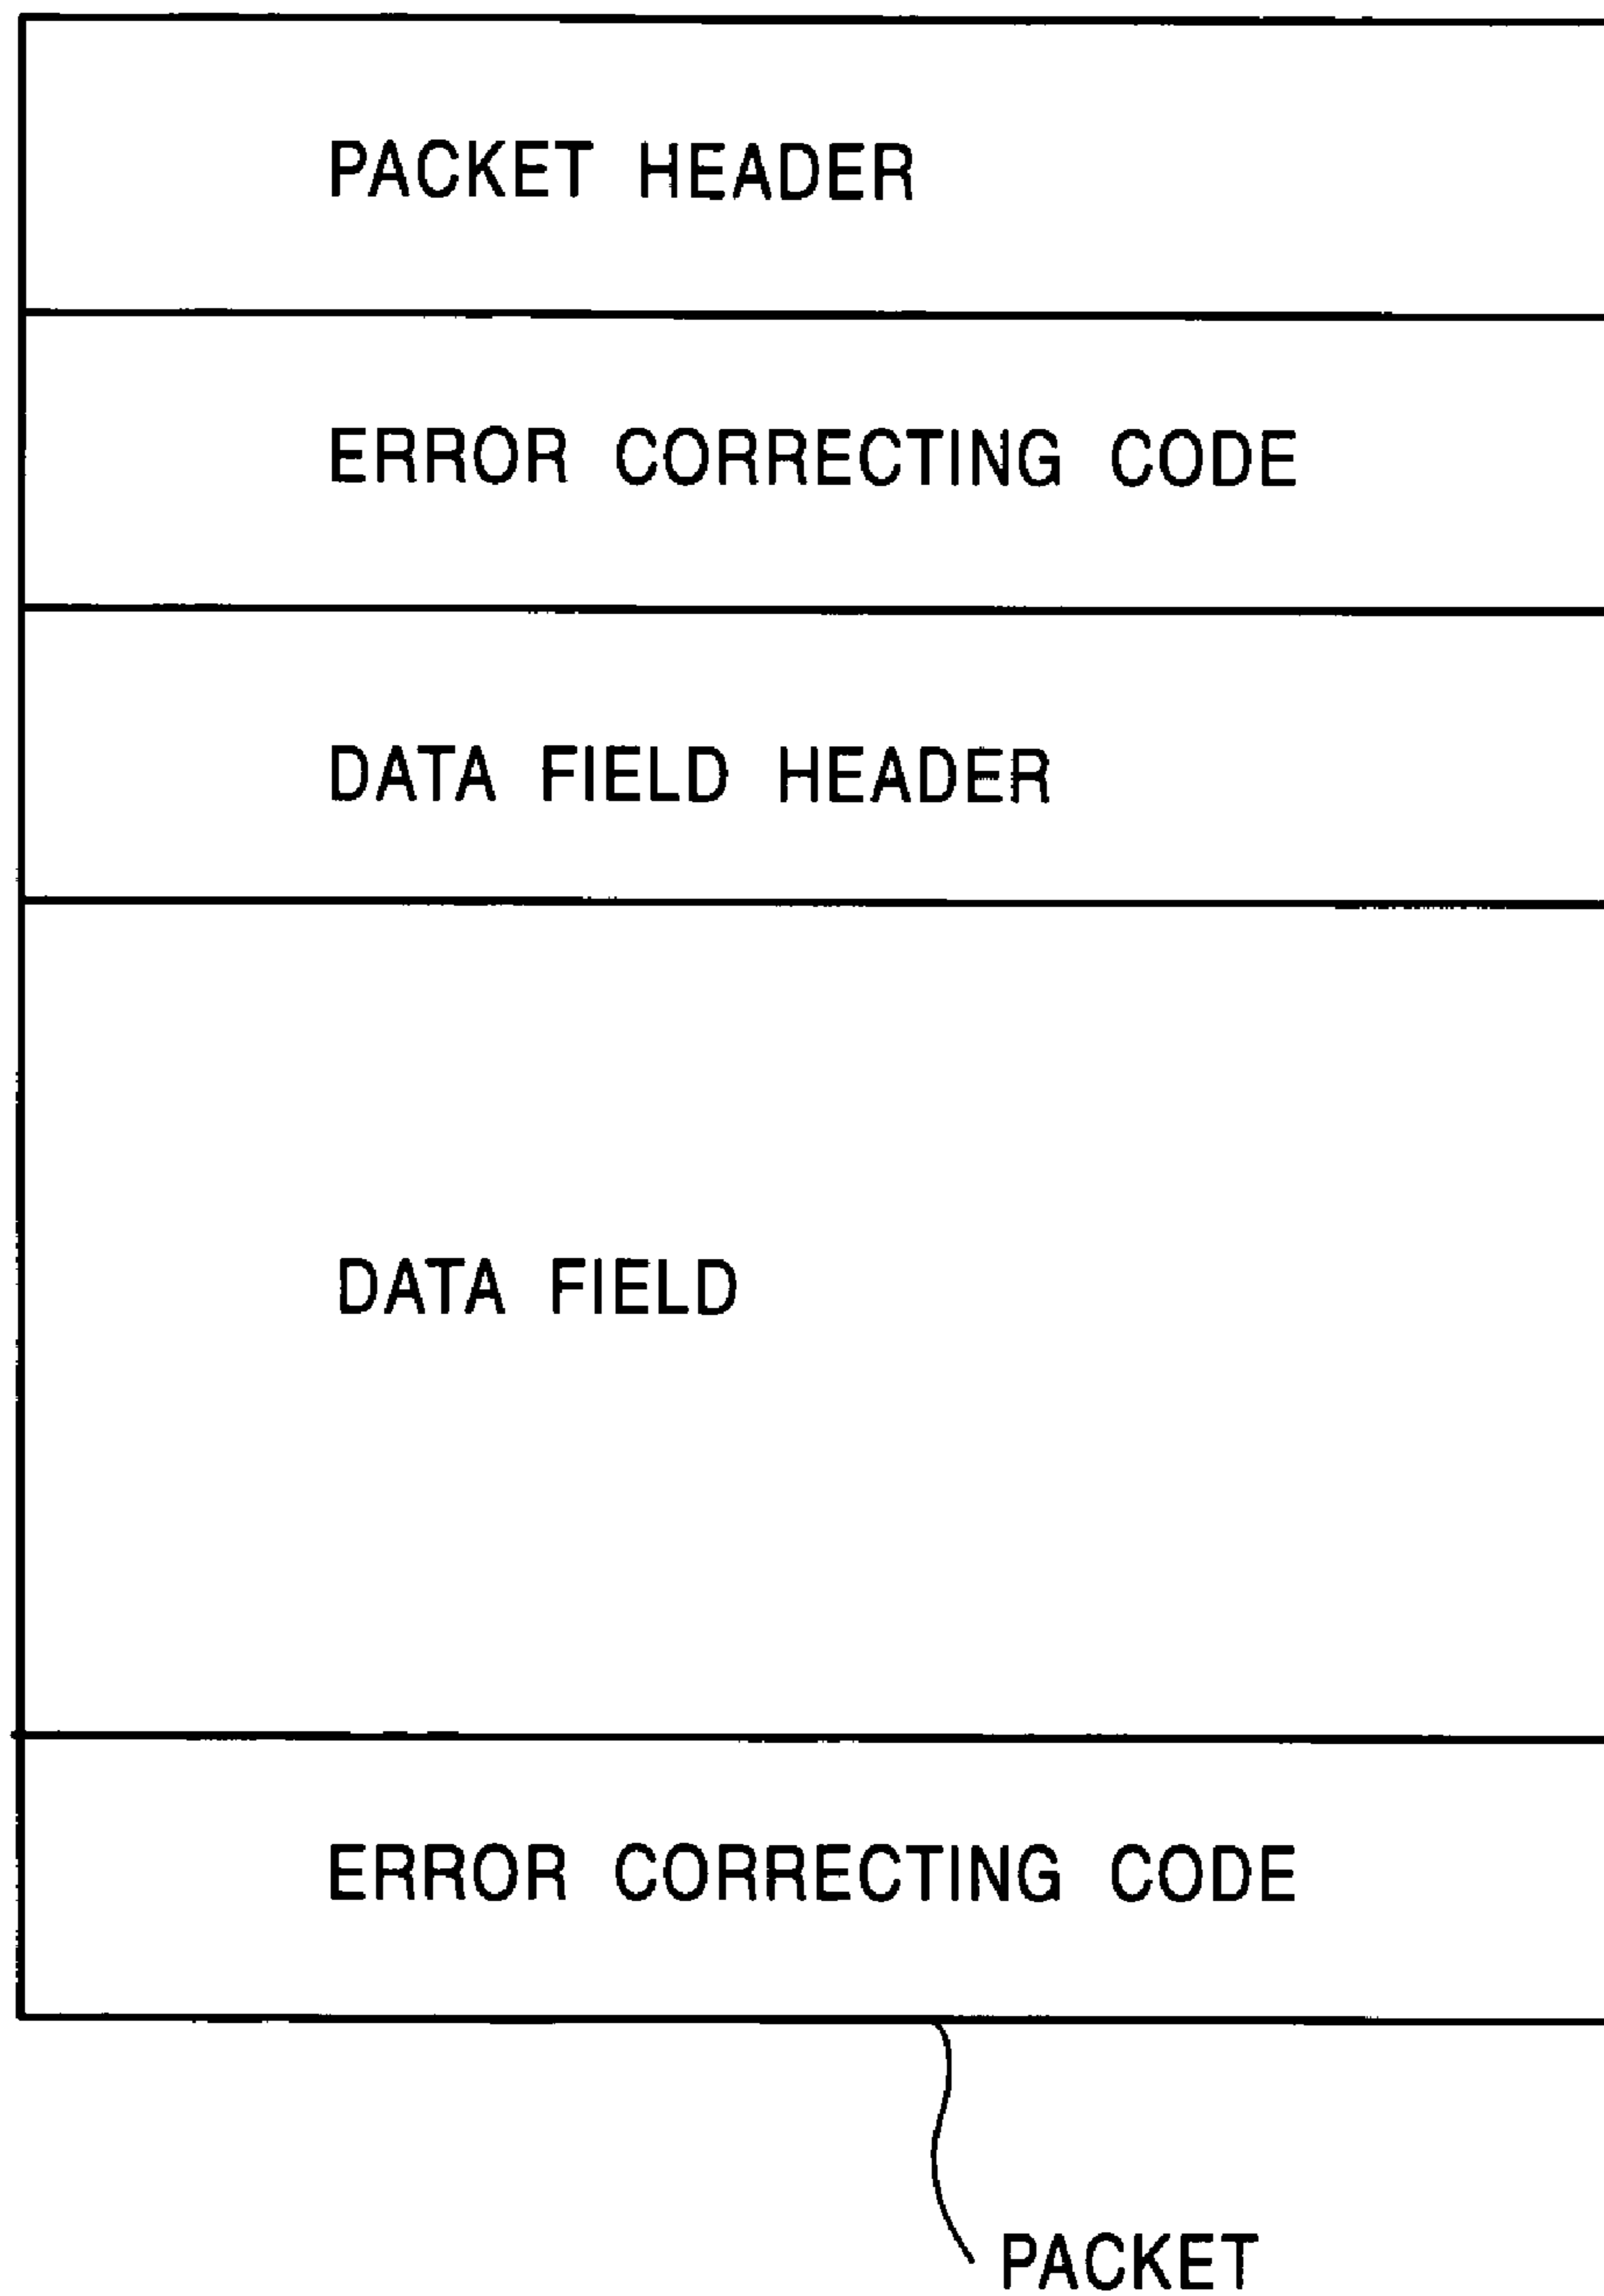 PACKET HEADER
ERROR CORRECTING CODE
DATA FIELD HEADER
DATA FIELD
ERROR CORRECTING CODE
PACKET